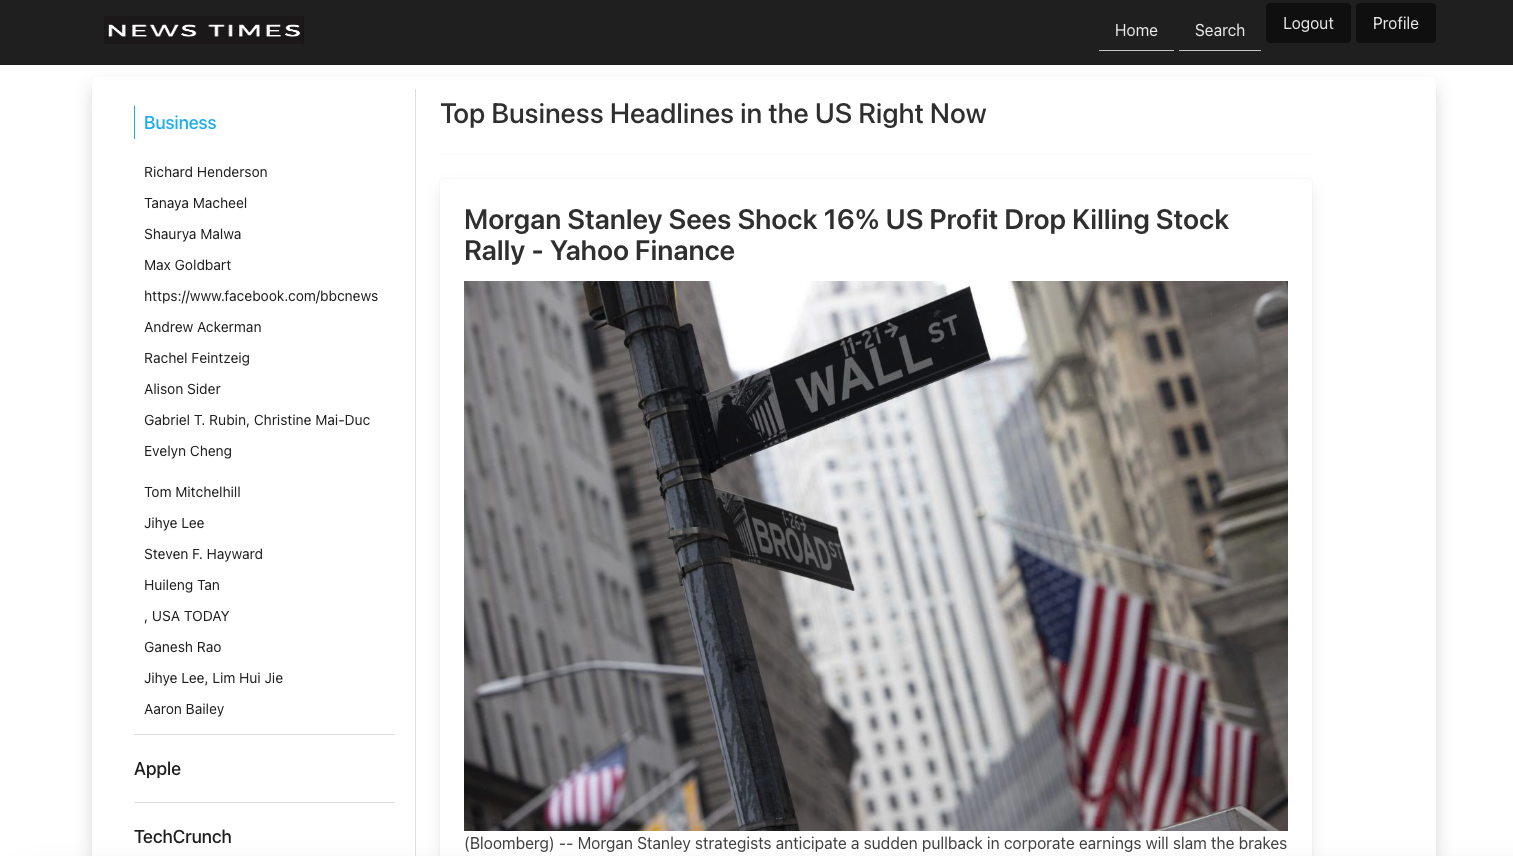 NEWS TIMES
Home
Search
Logout
Profile
Business
Richard Henderson
Tanaya Macheel
Shaurya Malwa
Max Goldbart
https://www.facebook.com/bbcnews
Andrew Ackerman
Rachel Feintzeig
Alison Sider
Gabriel T. Rubin, Christine Mai-Duc
Evelyn Cheng
Tom Mitchelhill
Jihye Lee
Steven F. Hayward
Huileng Tan
, USA TODAY
Ganesh Rao
Jihye Lee, Lim Hui Jie
Aaron Bailey
Apple
TechCrunch
Top Business Headlines in the US Right Now
Morgan Stanley Sees Shock 16% US Profit Drop Killing Stock
Rally - Yahoo Finance
11-21→
WALL ST
1-26→
BROAD ST
(Bloomberg) -- Morgan Stanley strategists anticipate a sudden pullback in corporate earnings will slam the brakes